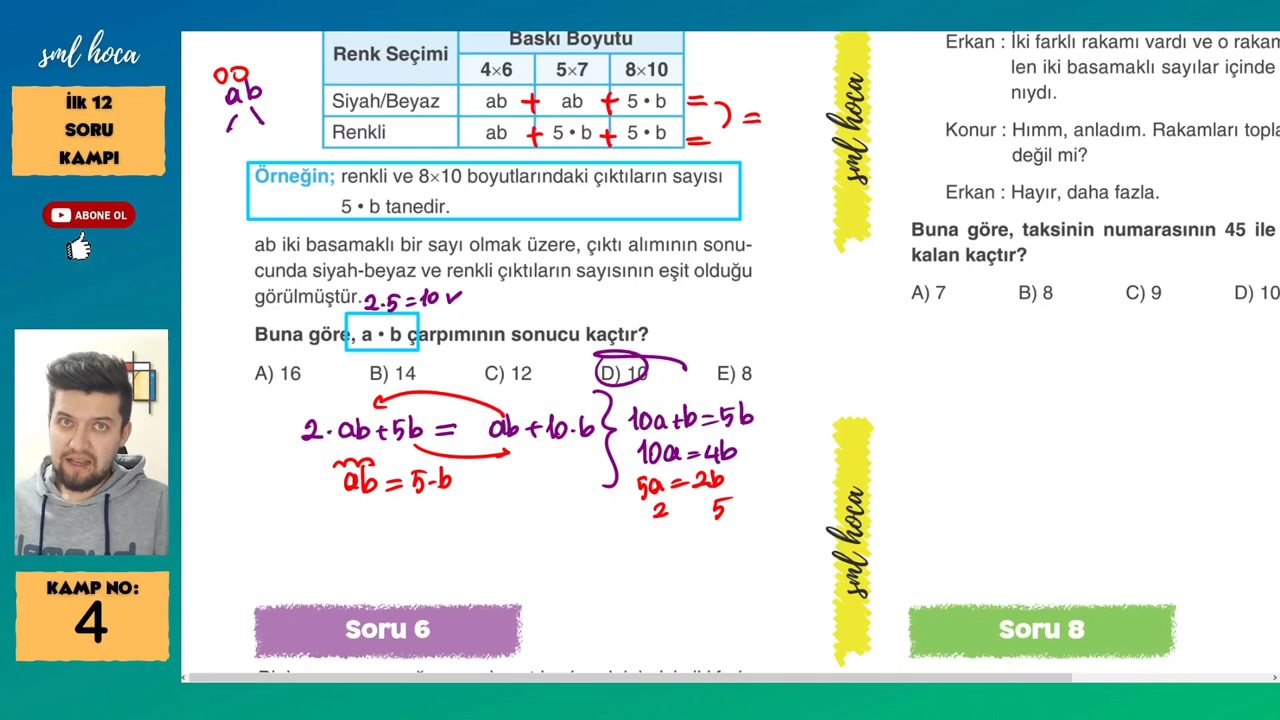 sml hoca
İlk 12
SORU
KAMPI
ABONE OL
KAMP NO:
4
ab
Renk Seçimi
Baskı Boyutu
4×6 5×7 8×10
Siyah/Beyaz ab + ab + 5 • b =
Renkli ab + 5 • b + 5 • b =
=
Örneğin; renkli ve 8×10 boyutlarındaki çıktıların sayısı
5 • b tanedir.
ab iki basamaklı bir sayı olmak üzere, çıktı alımının sonu-
cunda siyah-beyaz ve renkli çıktıların sayısının eşit olduğu
görülmüştür.
2.5=10 ✓
Buna göre, a • b çarpımının sonucu kaçtır?
A) 16 B) 14 C) 12 D) 10 E) 8
2·ab+5b = ab+10·b
ab = 5·b
10a+b=5b
10a=4b
5a=2b
2 5
Soru 6
sml hoca
sml hoca
Erkan : İki farklı rakamı vardı ve o rakam
len iki basamaklı sayılar içinde
nıydı.
Konur : Hımm, anladım. Rakamları topla
değil mi?
Erkan : Hayır, daha fazla.
Buna göre, taksinin numarasının 45 ile
kalan kaçtır?
A) 7 B) 8 C) 9 D) 10
Soru 8